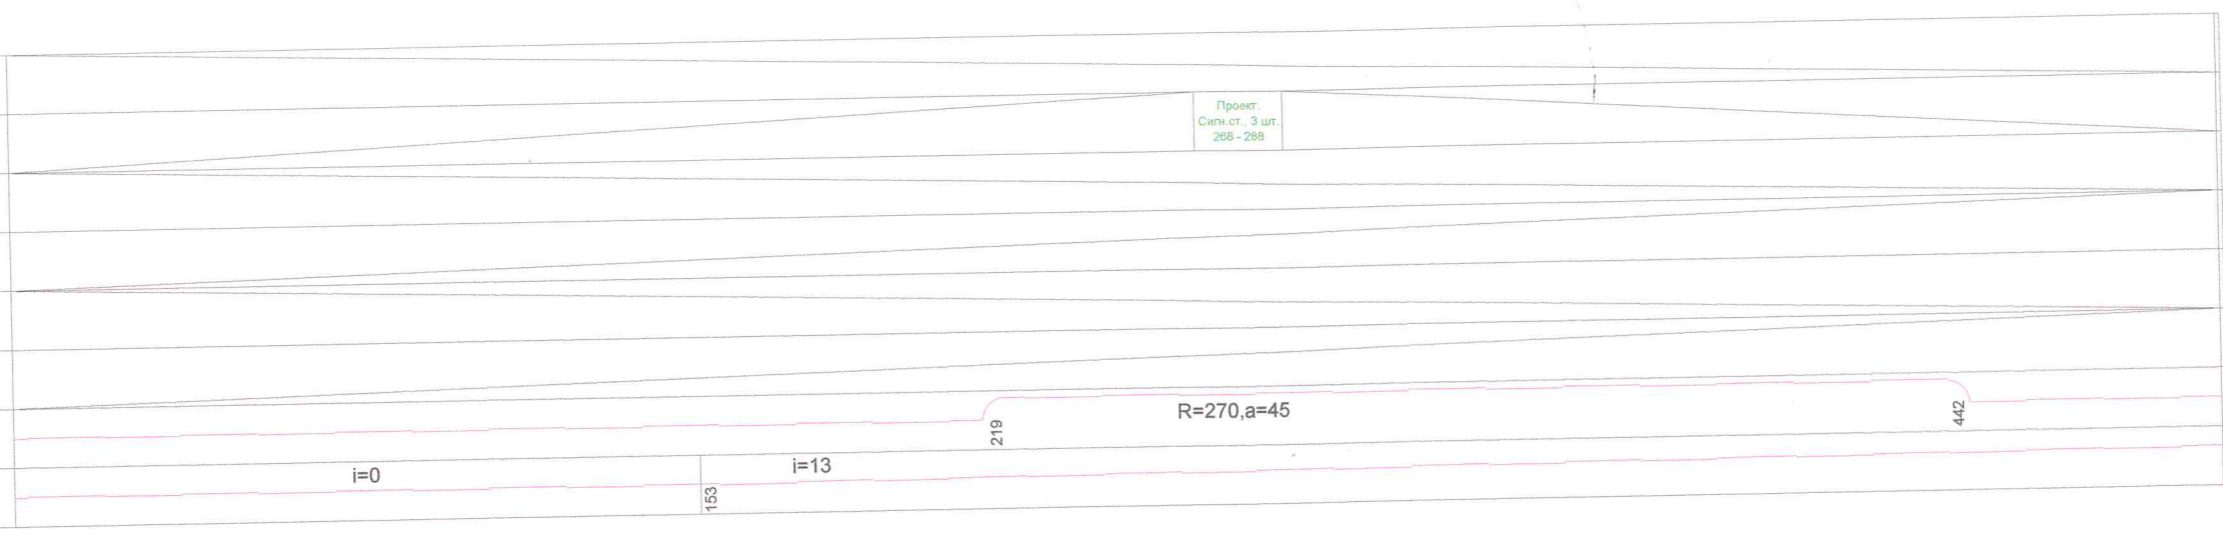 Проект.
Сигн.ст., 3 шт.
268 - 288
R=270,a=45
219
442
i=0
i=13
153